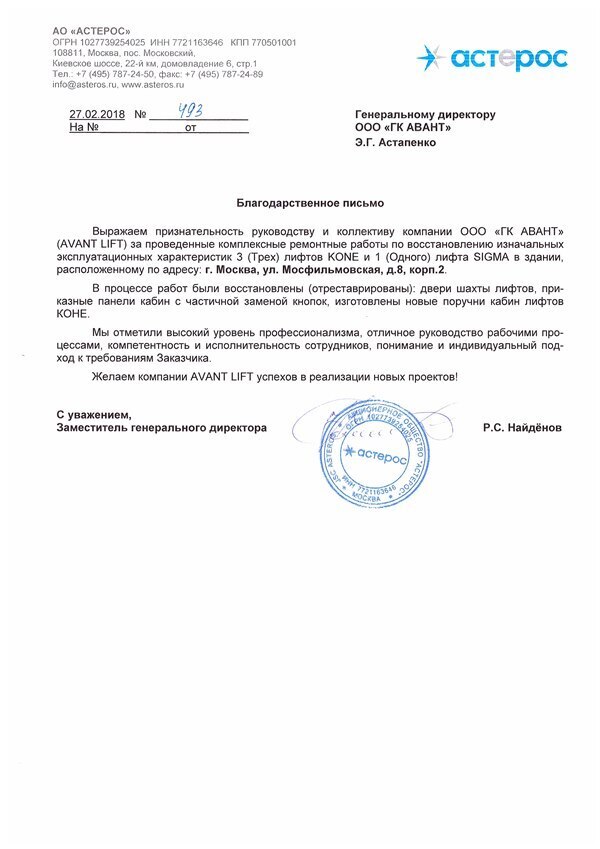 АО «АСТЕРОС»
ОГРН 1027739254025 ИНН 7721163646 КПП 770501001
108811, Москва, пос. Московский,
Киевское шоссе, 22-й км, домовладение 6, стр.1
Тел.: +7 (495) 787-24-50, факс: +7 (495) 787-24-89
info@asteros.ru, www.asteros.ru
астерос
27.02.2018 № 493
На № от
Генеральному директору
ООО «ГК АВАНТ»
Э.Г. Астапенко
Благодарственное письмо
Выражаем признательность руководству и коллективу компании ООО «ГК АВАНТ»
(AVANT LIFT) за проведенные комплексные ремонтные работы по восстановлению изначальных
эксплуатационных характеристик 3 (Трех) лифтов KONE и 1 (Одного) лифта SIGMA в здании,
расположенному по адресу: г. Москва, ул. Мосфильмовская, д.8, корп.2.
В процессе работ были восстановлены (отреставрированы): двери шахты лифтов, при-
казные панели кабин с частичной заменой кнопок, изготовлены новые поручни кабин лифтов
КОНЕ.
Мы отметили высокий уровень профессионализма, отличное руководство рабочими про-
цессами, компетентность и исполнительность сотрудников, понимание и индивидуальный под-
ход к требованиям Заказчика.
Желаем компании AVANT LIFT успехов в реализации новых проектов!
С уважением,
Заместитель генерального директора
Р.С. Найдёнов
АКЦИОНЕРНОЕ ОБЩЕСТВО "АСТЕРОС"
JSC ASTEROS
ОГРН 1027739254025
астерос
ИНН 7721163646
МОСКВА